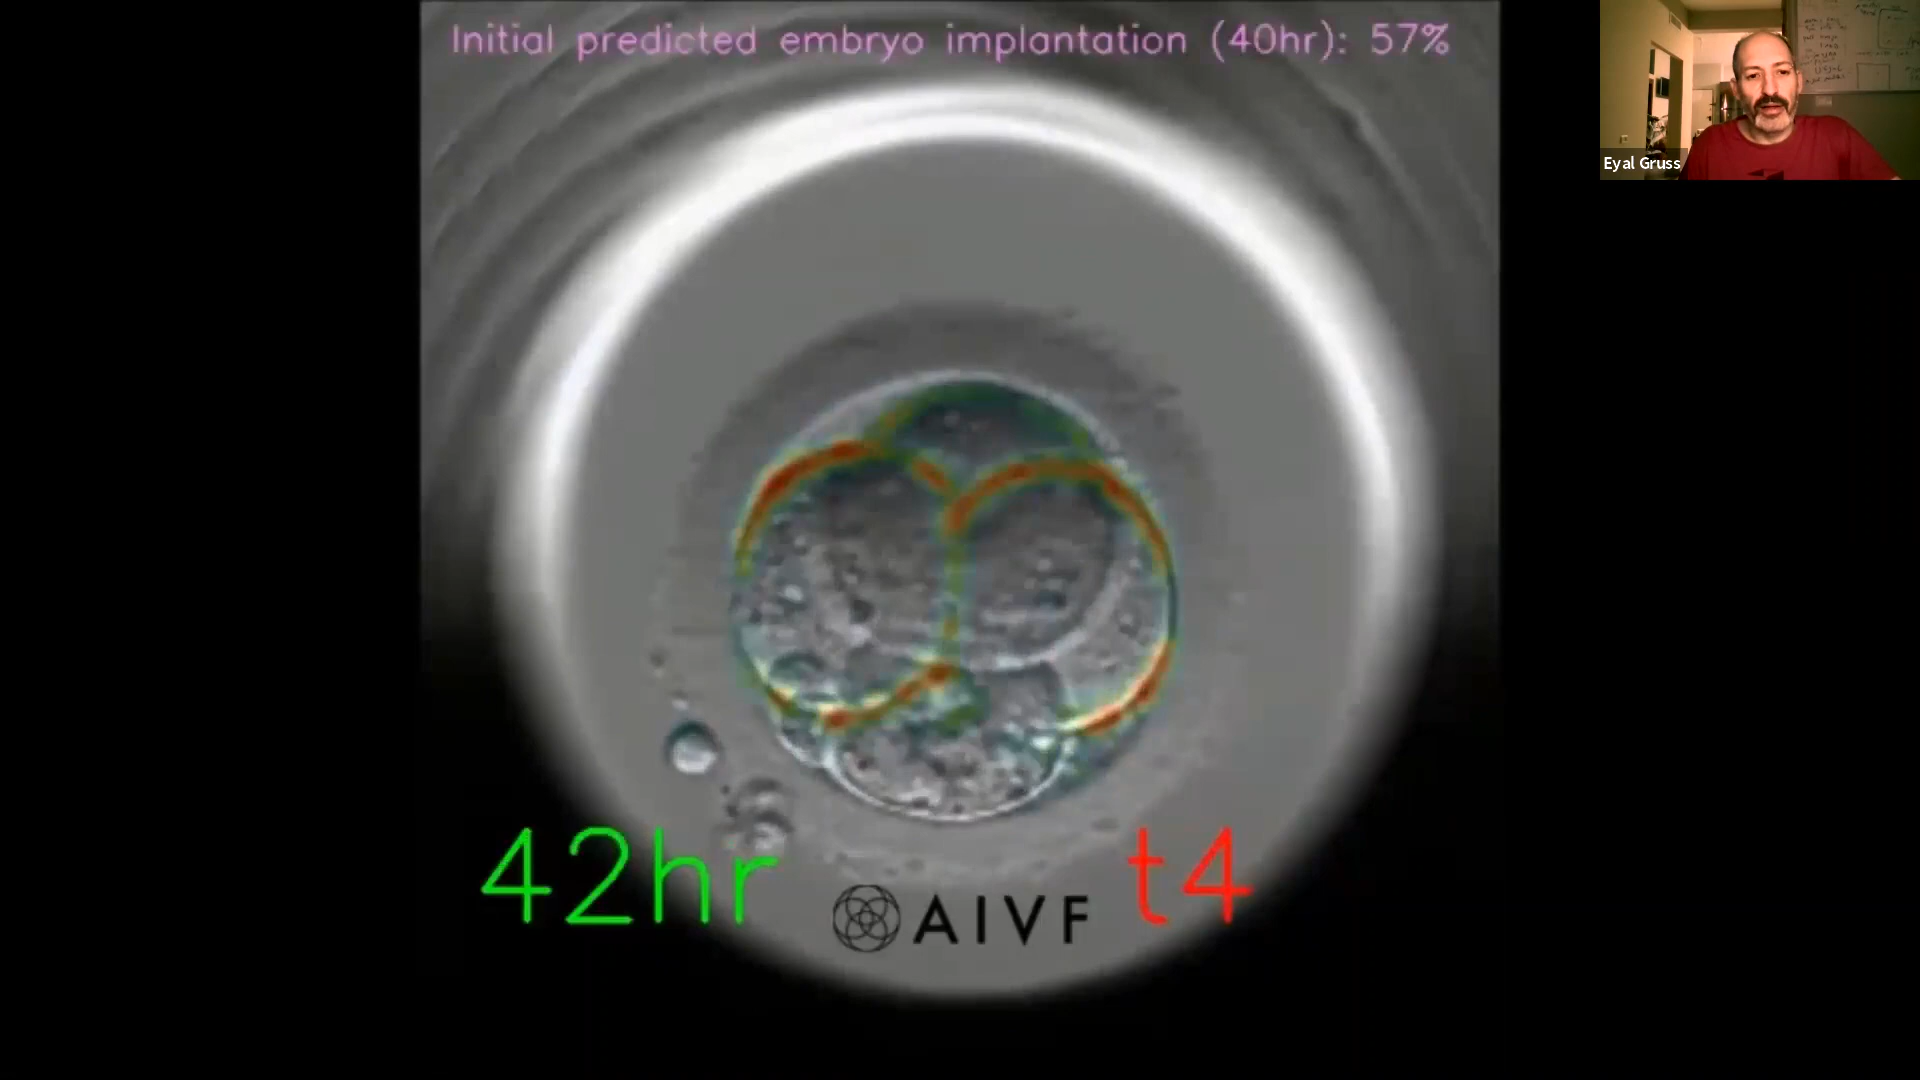 Initial predicted embryo implantation (40hr): 57%
Eyal Gruss
42hr
AIVF
t4